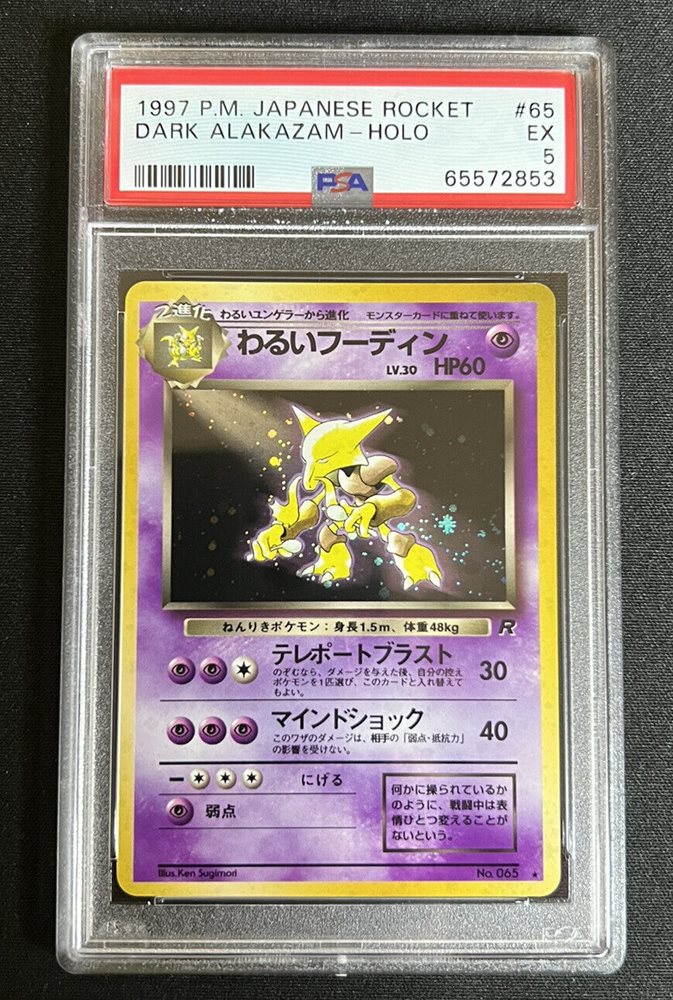 1997 P.M. JAPANESE ROCKET #65
DARK ALAKAZAM-HOLO EX
5
PSA 65572853
2進化 わるいユンゲラーから進化 モンスターカードに重ねて使います。
わるいフーディン
LV.30 HP60
ねんりきポケモン：身長1.5m、体重48kg R
テレポートブラスト 30
のぞむなら、ダメージを与えた後、自分の控え
ポケモンを1匹選び、このカードと入れ替えて
もよい。
マインドショック 40
このワザのダメージは、相手の「弱点・抵抗力」
の影響を受けない。
ー にげる
弱点
何かに操られているか
のように、戦闘中は表
情ひとつ変えることが
ないという。
Illus.Ken Sugimori No.065